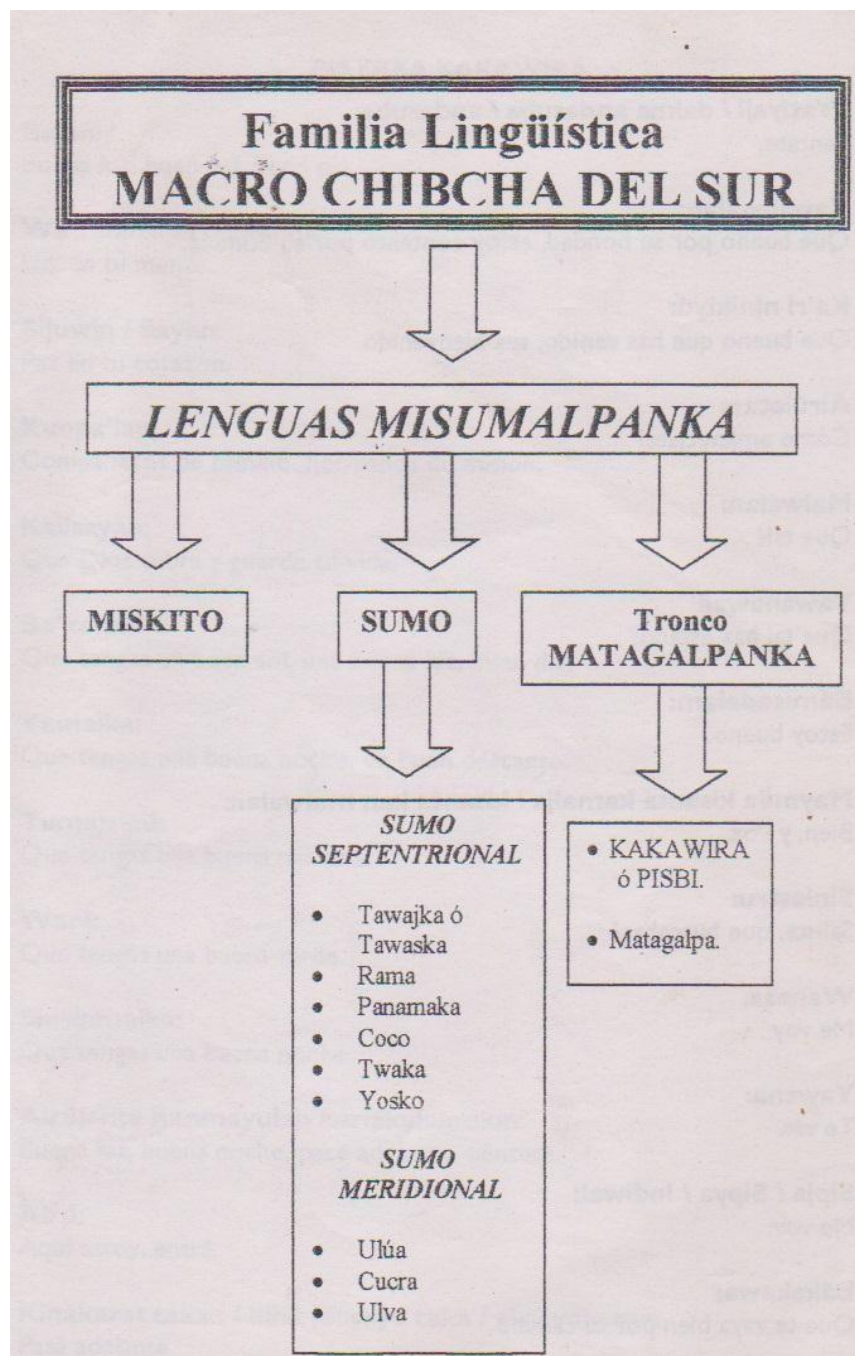 Familia Lingüística
MACRO CHIBCHA DEL SUR
LENGUAS MISUMALPANKA
MISKITO
SUMO
Tronco
MATAGALPANKA
SUMO
SEPTENTRIONAL
• Tawajka ó
Tawaska
• Rama
• Panamaka
• Coco
• Twaka
• Yosko
SUMO
MERIDIONAL
• Ulúa
• Cucra
• Ulva
• KAKAWIRA
ó PISBI.
• Matagalpa.